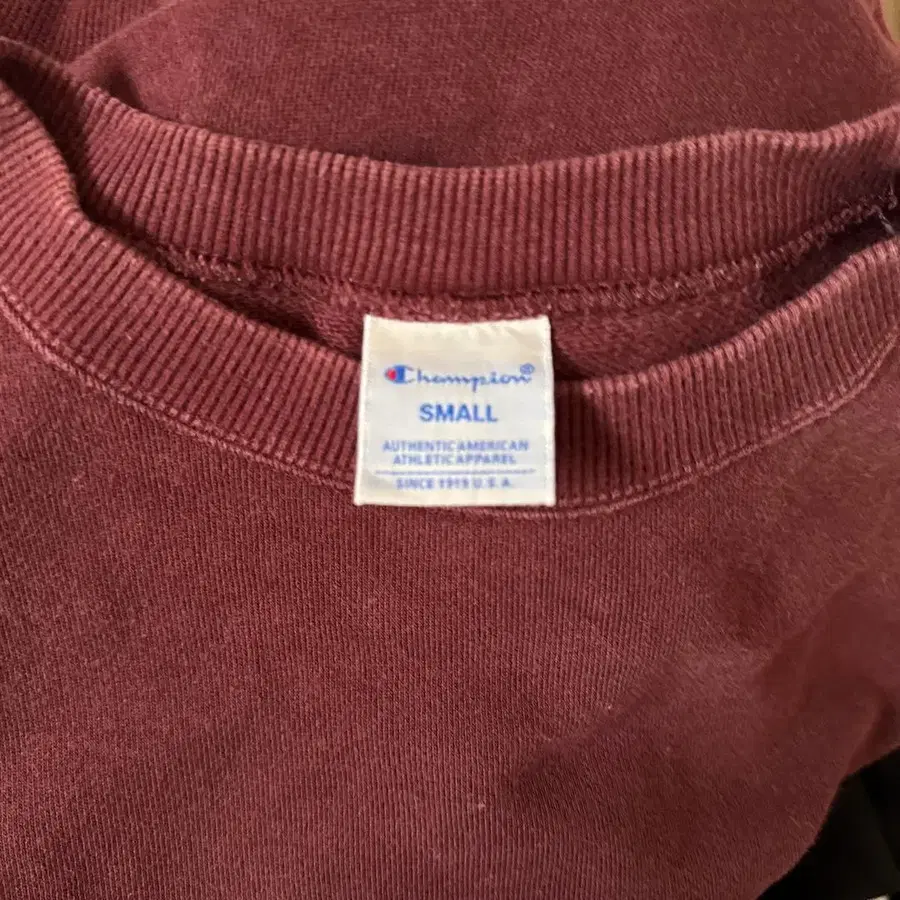 Champion®
SMALL
AUTHENTIC AMERICAN
ATHLETIC APPAREL
SINCE 1919 U.S.A.